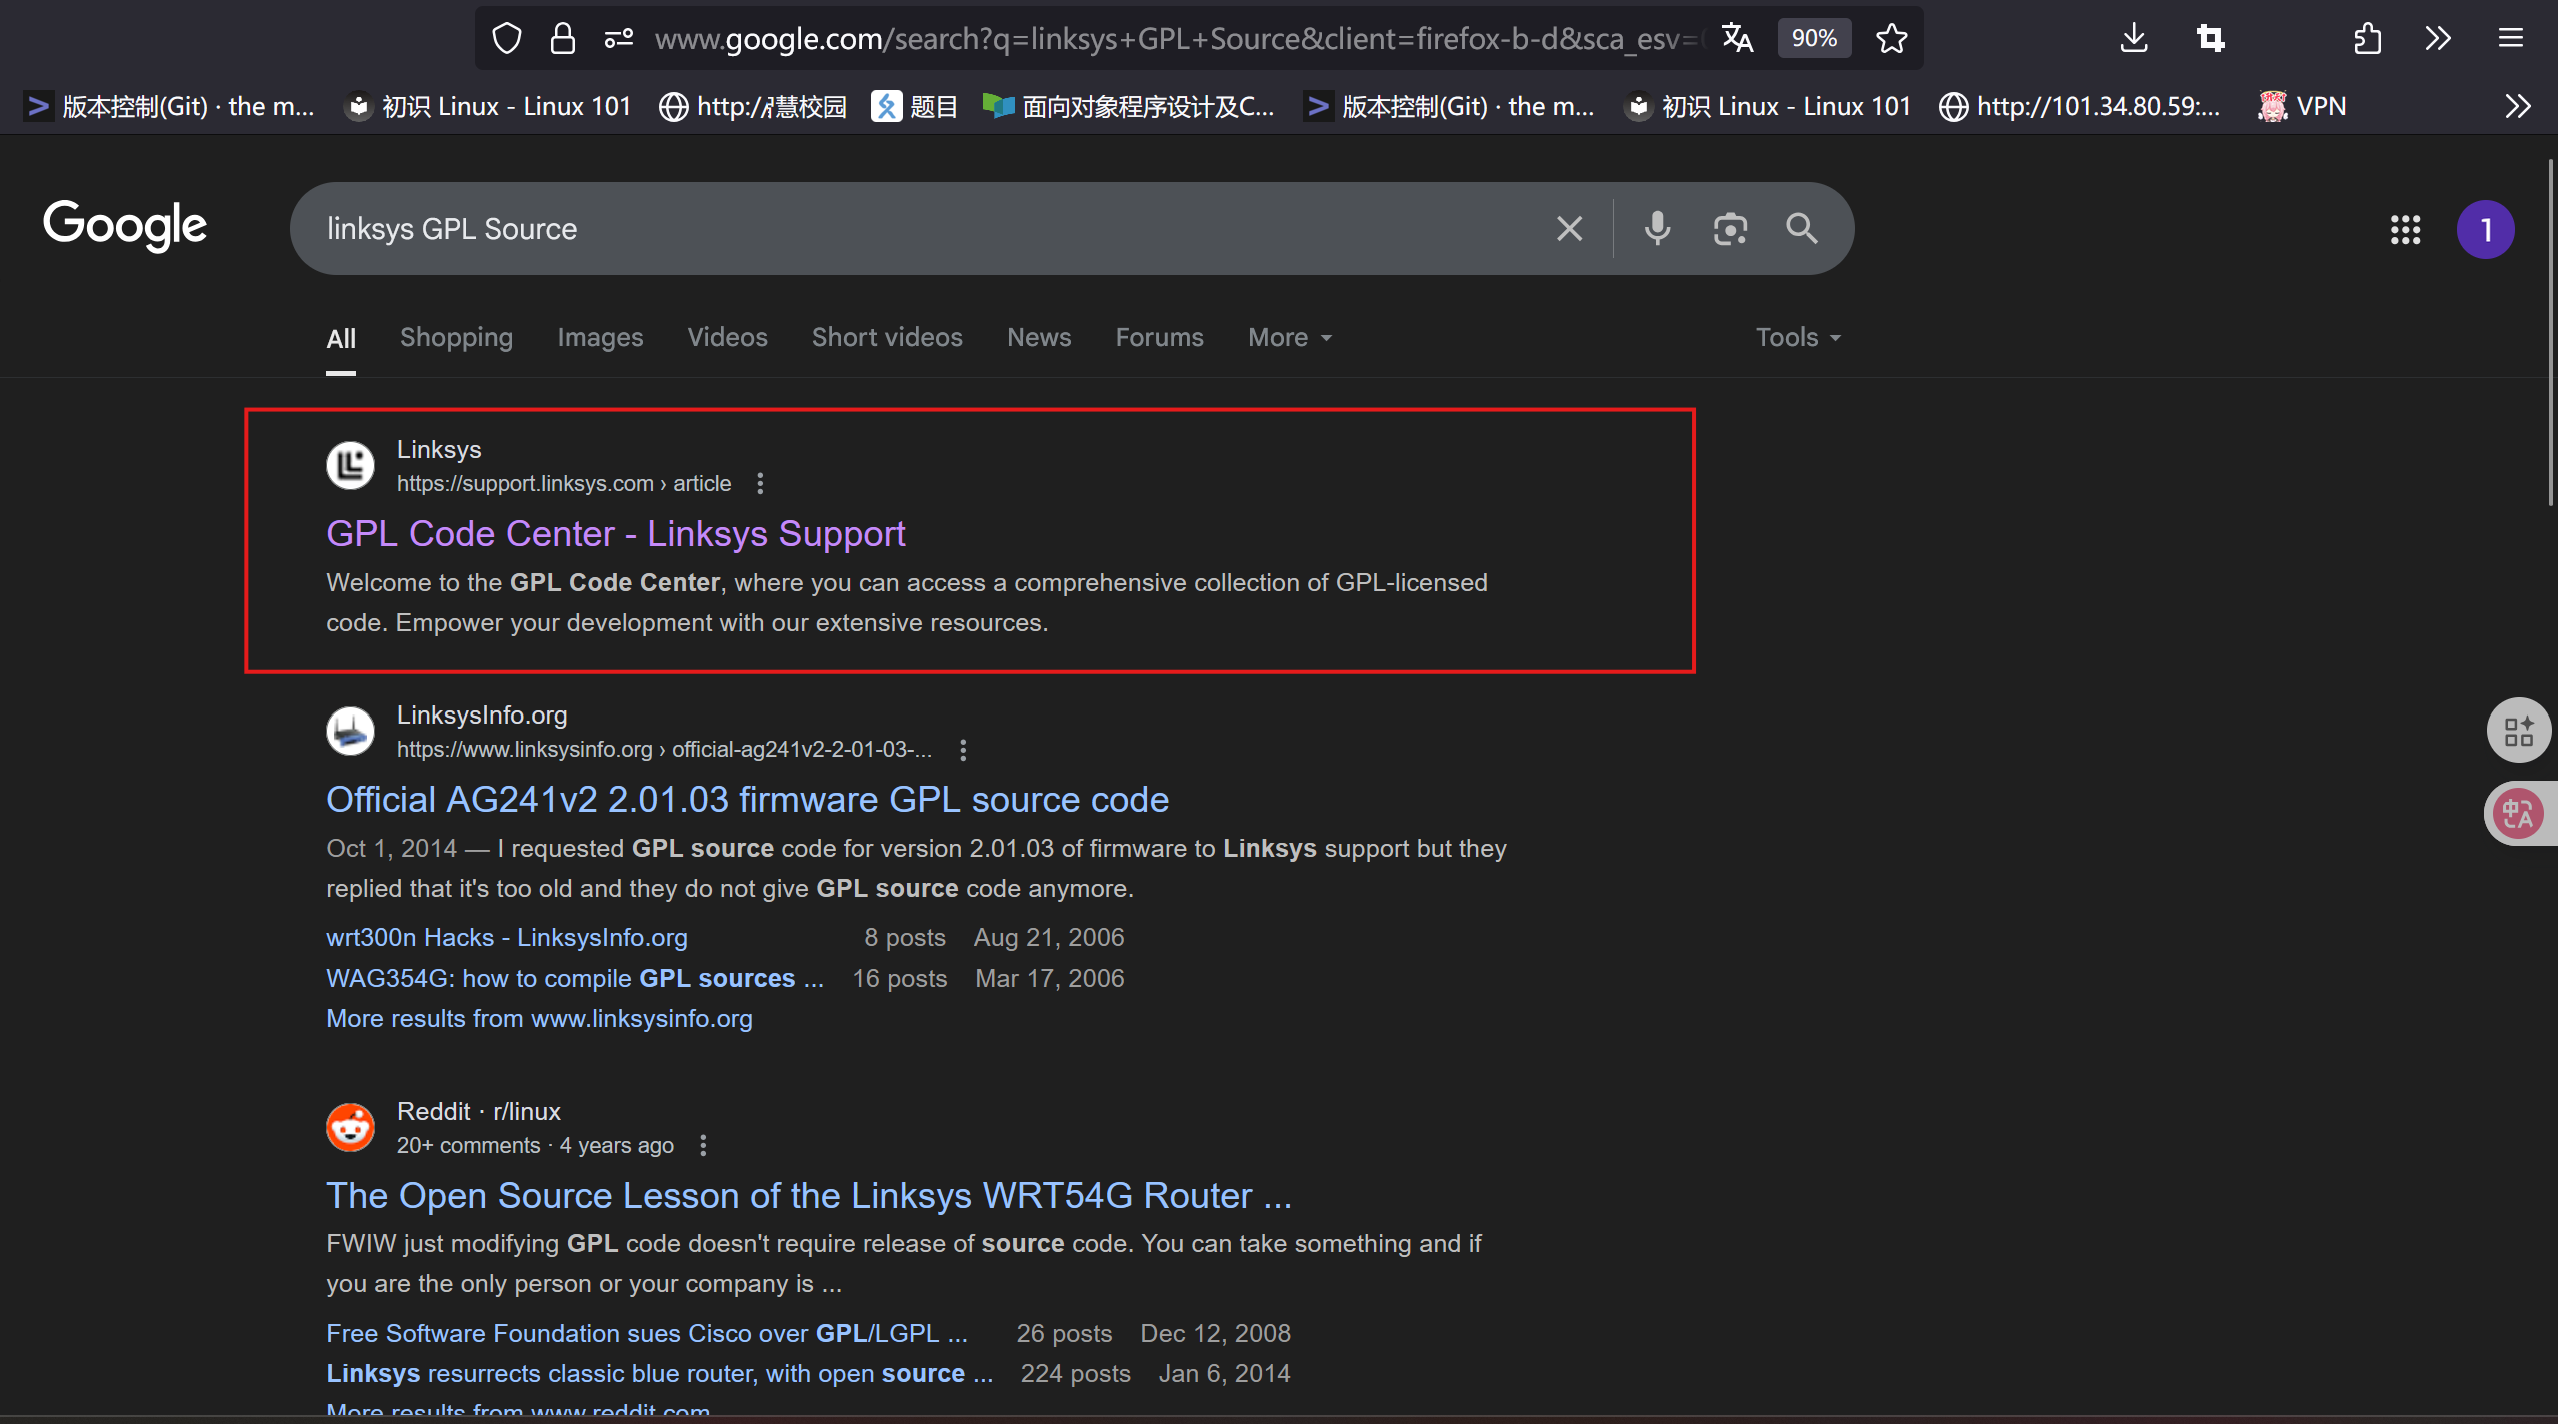 www.google.com/search?q=linksys+GPL+Source&client=firefox-b-d&sca_esv=
90%
版本控制(Git) · the m...
初识 Linux - Linux 101
http://
慧校园
题目
面向对象程序设计及C...
版本控制(Git) · the m...
初识 Linux - Linux 101
http://101.34.80.59:...
VPN
Google
linksys GPL Source
1
All Shopping Images Videos Short videos News Forums More Tools
Linksys
https://support.linksys.com › article
GPL Code Center - Linksys Support
Welcome to the GPL Code Center, where you can access a comprehensive collection of GPL-licensed
code. Empower your development with our extensive resources.
LinksysInfo.org
https://www.linksysinfo.org › official-ag241v2-2-01-03-...
Official AG241v2 2.01.03 firmware GPL source code
Oct 1, 2014 — I requested GPL source code for version 2.01.03 of firmware to Linksys support but they
replied that it's too old and they do not give GPL source code anymore.
wrt300n Hacks - LinksysInfo.org 8 posts Aug 21, 2006
WAG354G: how to compile GPL sources ... 16 posts Mar 17, 2006
More results from www.linksysinfo.org
Reddit · r/linux
20+ comments · 4 years ago
The Open Source Lesson of the Linksys WRT54G Router ...
FWIW just modifying GPL code doesn't require release of source code. You can take something and if
you are the only person or your company is ...
Free Software Foundation sues Cisco over GPL/LGPL ... 26 posts Dec 12, 2008
Linksys resurrects classic blue router, with open source ... 224 posts Jan 6, 2014
More results from www.reddit.com